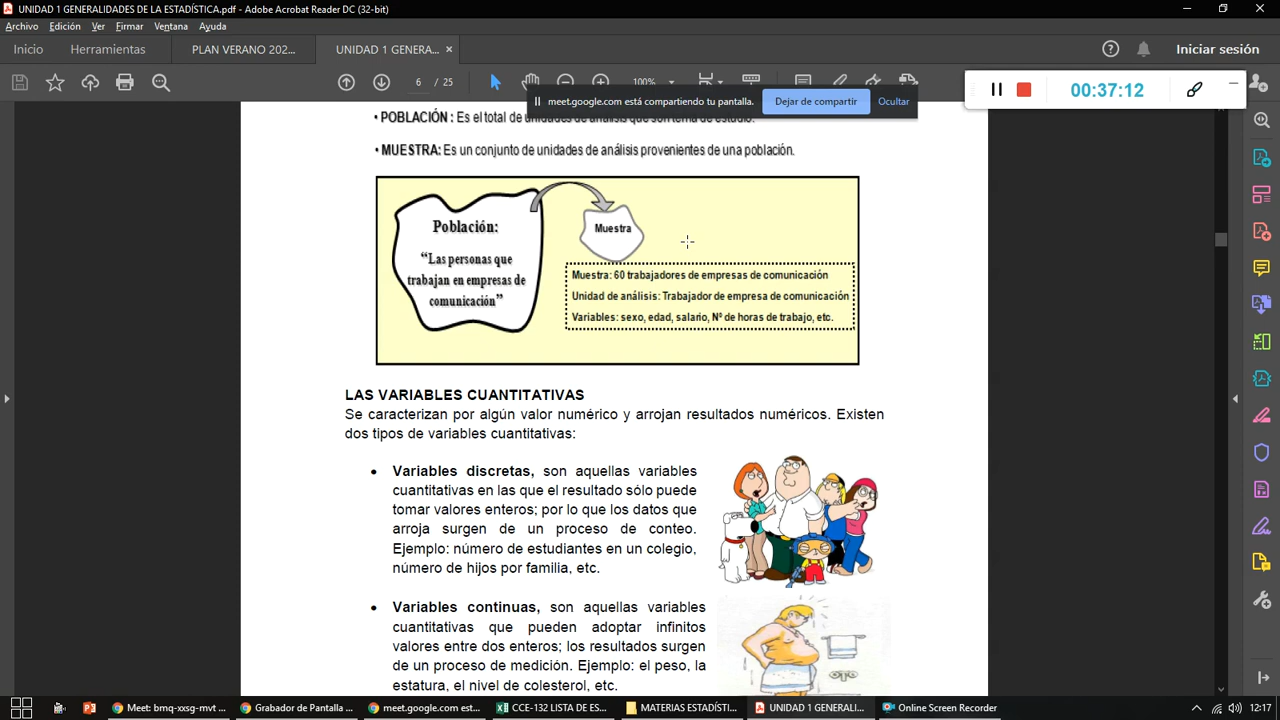 UNIDAD 1 GENERALIDADES DE LA ESTADÍSTICA.pdf - Adobe Acrobat Reader DC (32-bit)
Archivo Edición Ver Firmar Ventana Ayuda
Inicio Herramientas PLAN VERANO 202... UNIDAD 1 GENERA... × Iniciar sesión
6 / 25 100%
meet.google.com está compartiendo tu pantalla. Dejar de compartir Ocultar
00:37:12
• POBLACIÓN : Es el total de unidades de análisis que son tema de estudio.
• MUESTRA: Es un conjunto de unidades de análisis provenientes de una población.
Población:
“Las personas que
trabajan en empresas de
comunicación”
Muestra
Muestra: 60 trabajadores de empresas de comunicación
Unidad de análisis: Trabajador de empresa de comunicación
Variables: sexo, edad, salario, Nº de horas de trabajo, etc.
LAS VARIABLES CUANTITATIVAS
Se caracterizan por algún valor numérico y arrojan resultados numéricos. Existen
dos tipos de variables cuantitativas:
• Variables discretas, son aquellas variables
cuantitativas en las que el resultado sólo puede
tomar valores enteros; por lo que los datos que
arroja surgen de un proceso de conteo.
Ejemplo: número de estudiantes en un colegio,
número de hijos por familia, etc.
• Variables continuas, son aquellas variables
cuantitativas que pueden adoptar infinitos
valores entre dos enteros; los resultados surgen
de un proceso de medición. Ejemplo: el peso, la
estatura, el nivel de colesterol, etc.
Meet: bmq-xxsg-mvt ... Grabador de Pantalla ... meet.google.com est... CCE-132 LISTA DE ES... MATERIAS ESTADÍSTI... UNIDAD 1 GENERALI... Online Screen Recorder 12:17